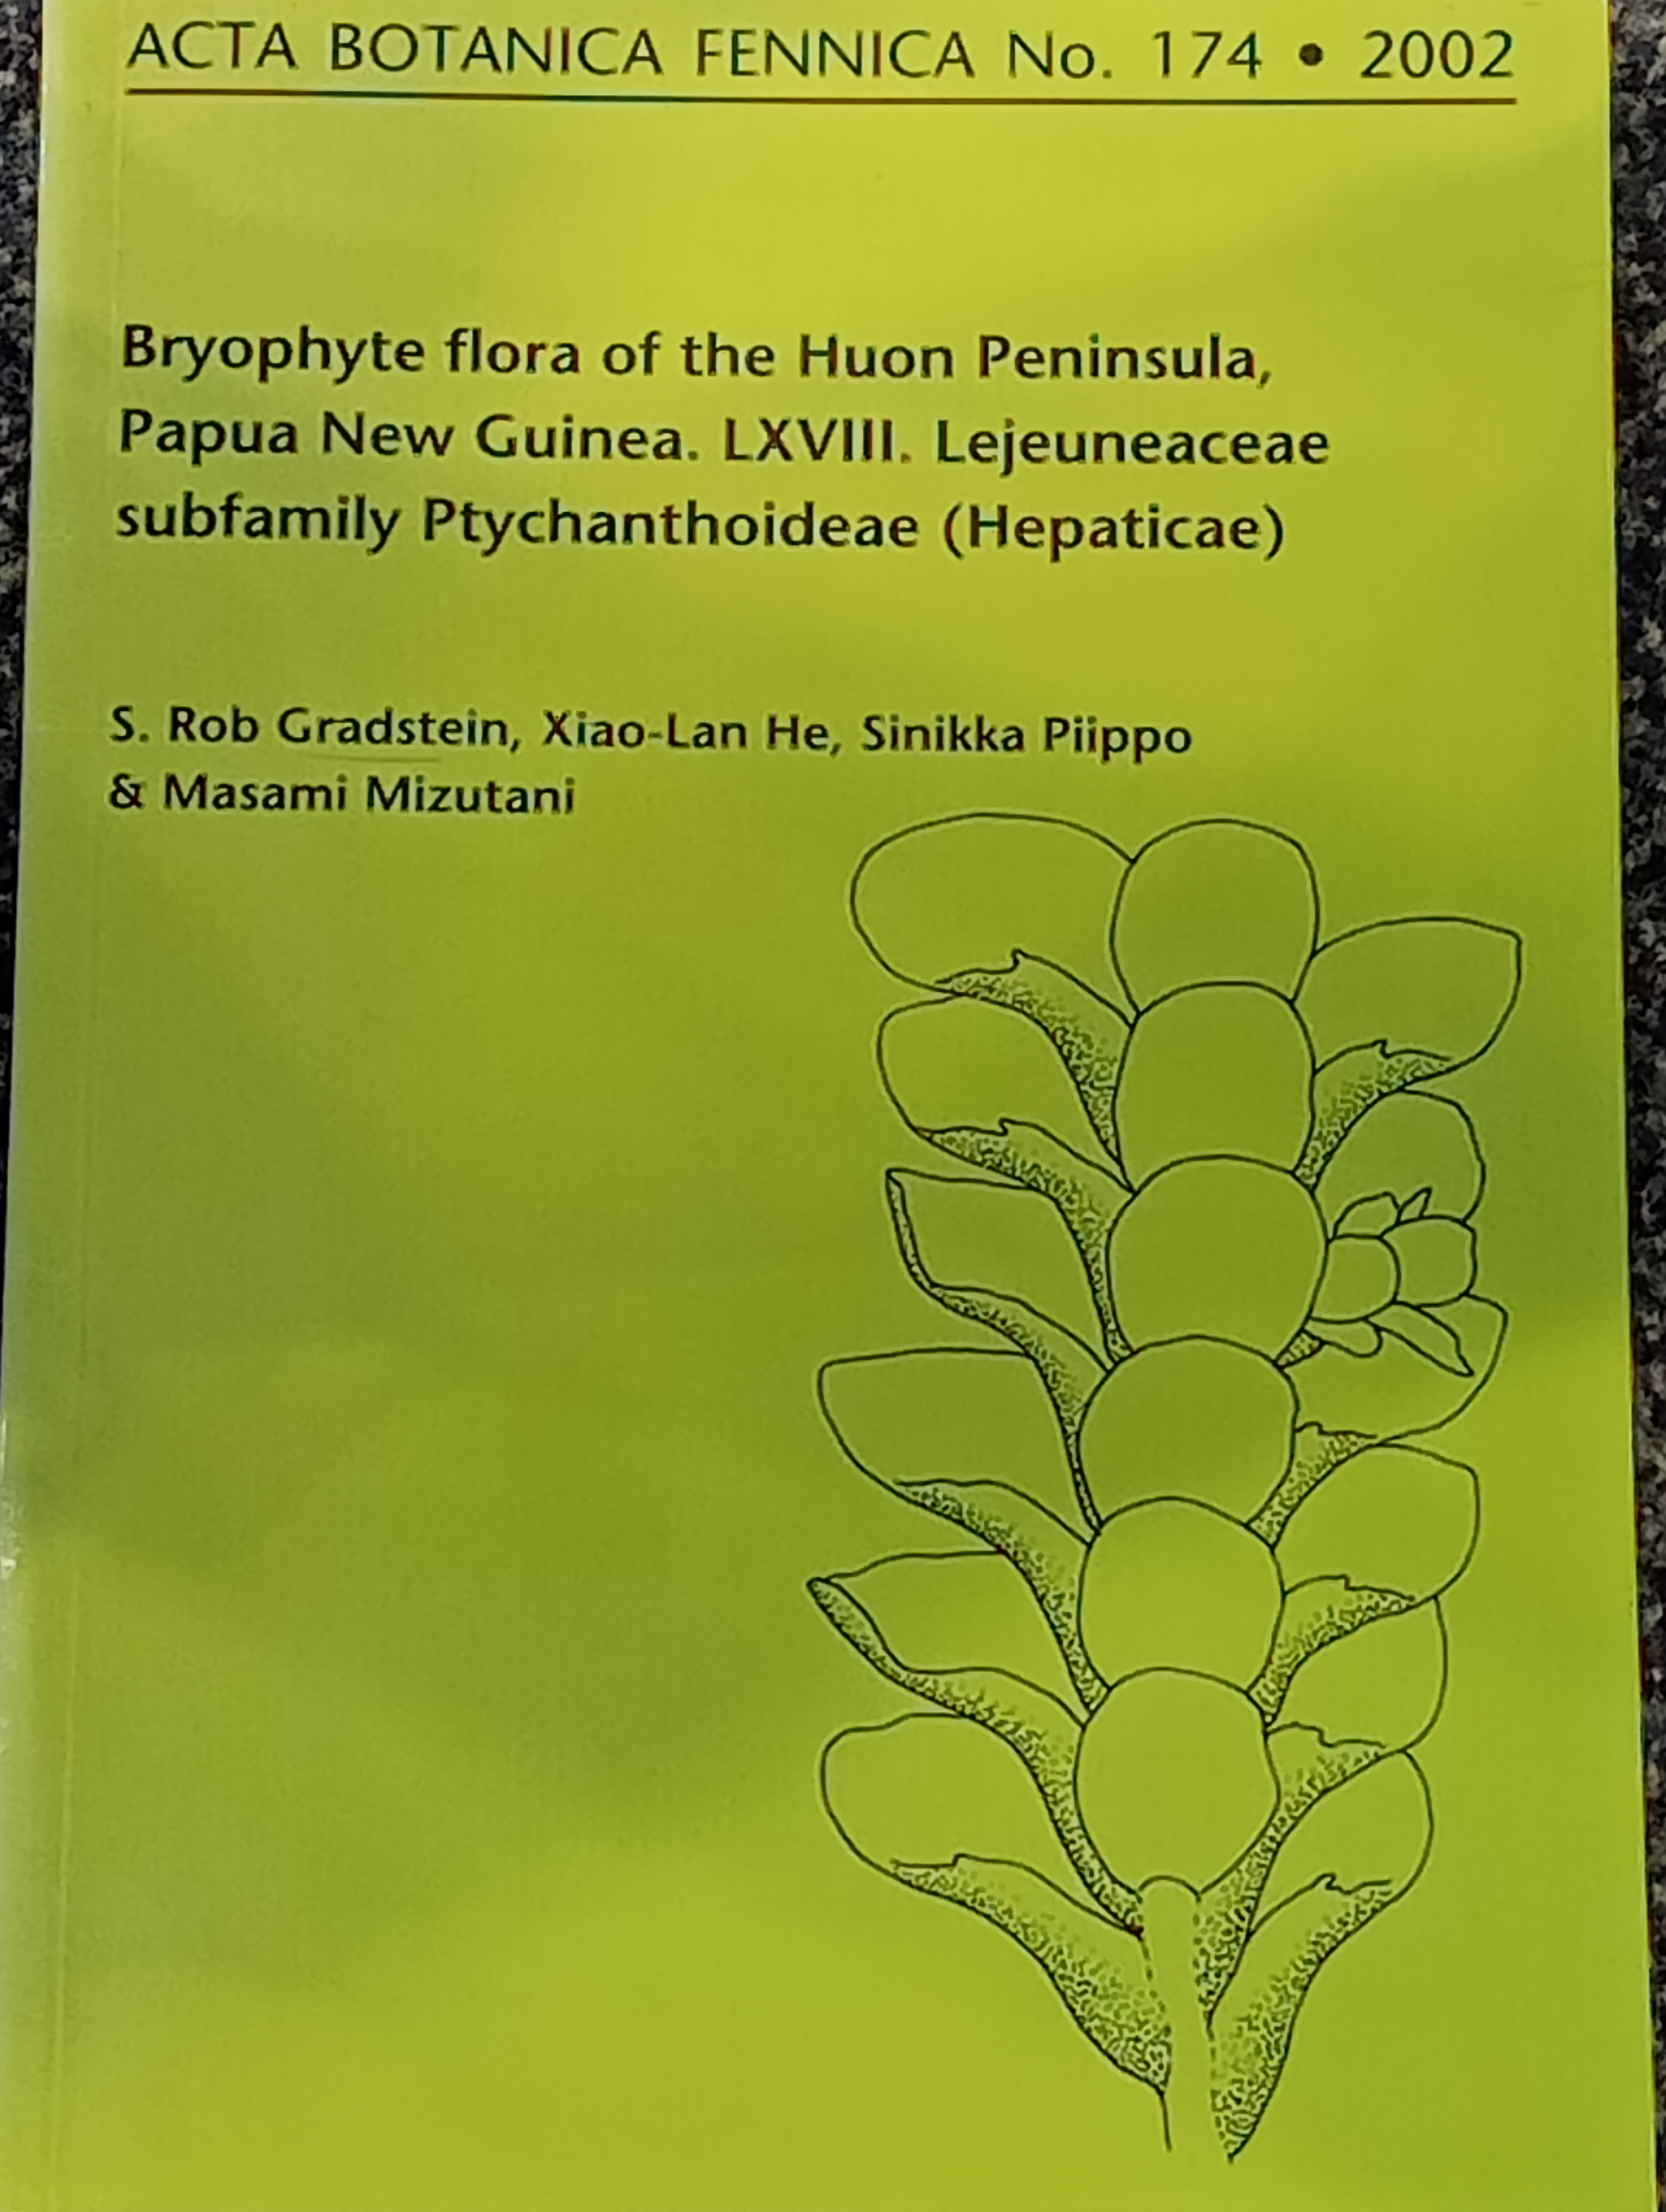 ACTA BOTANICA FENNICA No. 174 • 2002
Bryophyte flora of the Huon Peninsula,
Papua New Guinea. LXVIII. Lejeuneaceae
subfamily Ptychanthoideae (Hepaticae)
S. Rob Gradstein, Xiao-Lan He, Sinikka Piippo
& Masami Mizutani